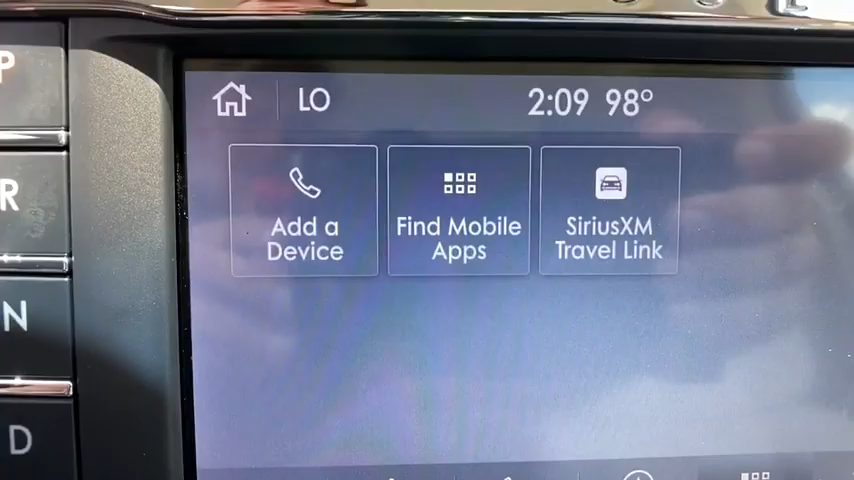 P
LO
2:09 98°
R
Add a
Device
Find Mobile
Apps
SiriusXM
Travel Link
N
D